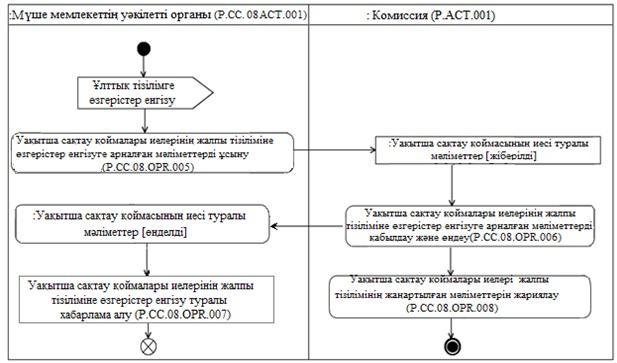 :Мүше мемлекеттің уәкілетті органы (P.CC. 08ACT.001)
: Комиссия (P.ACT.001)
Ұлттық тізілімге
өзгерістер енгізу
Уақытша сақтау қоймалары иелерінің жалпы тізіліміне
өзгерістер енгізуге арналған мәліметтерді ұсыну
(P.CC.08.OPR.005)
:Уақытша сақтау қоймасының иесі туралы
мәліметтер [жіберілді]
Уақытша сақтау қоймалары иелерінің жалпы
тізіліміне өзгерістер енгізуге арналған мәліметтерді
қабылдау және өңдеу(P.CC.08.OPR.006)
:Уақытша сақтау қоймасының иесі туралы
мәліметтер [өңделді]
Уақытша сақтау қоймалары иелерінің жалпы
тізіліміне өзгерістер енгізу туралы
хабарлама алу (P.CC.08.OPR.007)
Уақытша сақтау қоймалары иелері жалпы
тізілімінің жаңартылған мәліметтерін жариялау
(P.CC.08.OPR.008)